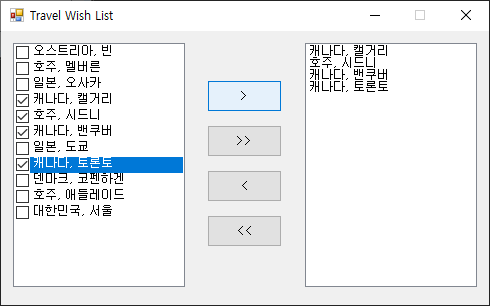 Travel Wish List
오스트리아, 빈
호주, 멜버른
일본, 오사카
캐나다, 캘거리
호주, 시드니
캐나다, 밴쿠버
일본, 도쿄
캐나다, 토론토
덴마크, 코펜하겐
호주, 애들레이드
대한민국, 서울
>
>>
<
<<
캐나다, 캘거리
호주, 시드니
캐나다, 밴쿠버
캐나다, 토론토